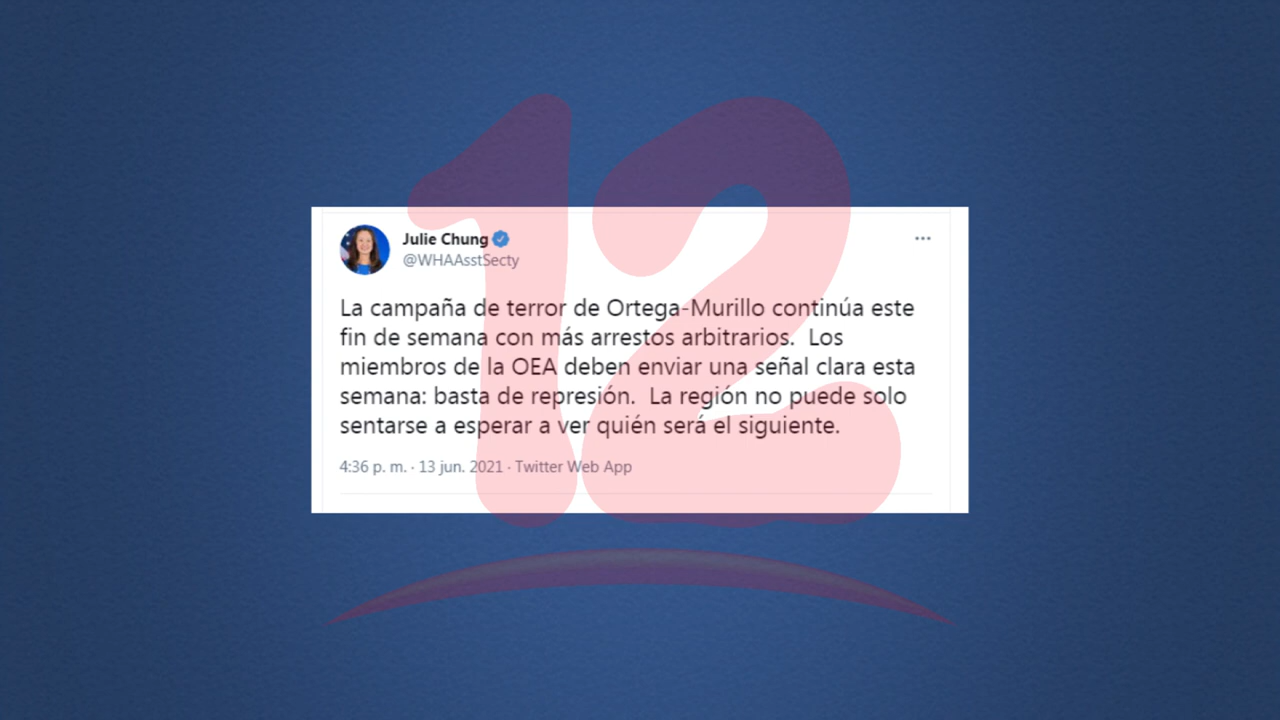 12
Julie Chung
@WHAAsstSecty
La campaña de terror de Ortega-Murillo continúa este
fin de semana con más arrestos arbitrarios.  Los
miembros de la OEA deben enviar una señal clara esta
semana: basta de represión.  La región no puede solo
sentarse a esperar a ver quién será el siguiente.
4:36 p. m. · 13 jun. 2021 · Twitter Web App